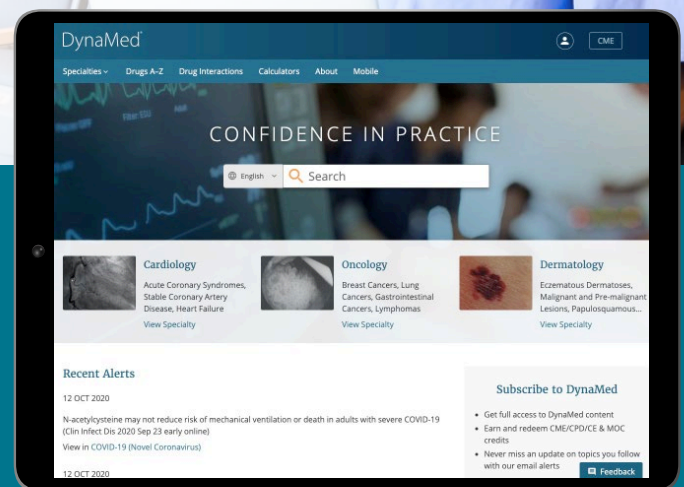 DynaMed
CME
Specialties
Drugs A–Z
Drug Interactions
Calculators
About
Mobile
Filter ESU
CONFIDENCE IN PRACTICE
English
Search
Cardiology
Acute Coronary Syndromes,
Stable Coronary Artery
Disease, Heart Failure
View Specialty
Oncology
Breast Cancers, Lung
Cancers, Gastrointestinal
Cancers, Lymphomas
View Specialty
Dermatology
Eczematous Dermatoses,
Malignant and Pre-malignant
Lesions, Papulosquamous...
View Specialty
Recent Alerts
12 OCT 2020
N-acetylcysteine may not reduce risk of mechanical ventilation or death in adults with severe COVID-19
(Clin Infect Dis 2020 Sep 23 early online)
View in COVID-19 (Novel Coronavirus)
12 OCT 2020
Subscribe to DynaMed
• Get full access to DynaMed content
• Earn and redeem CME/CPD/CE & MOC
credits
• Never miss an update on topics you follow
with our email alerts
Feedback